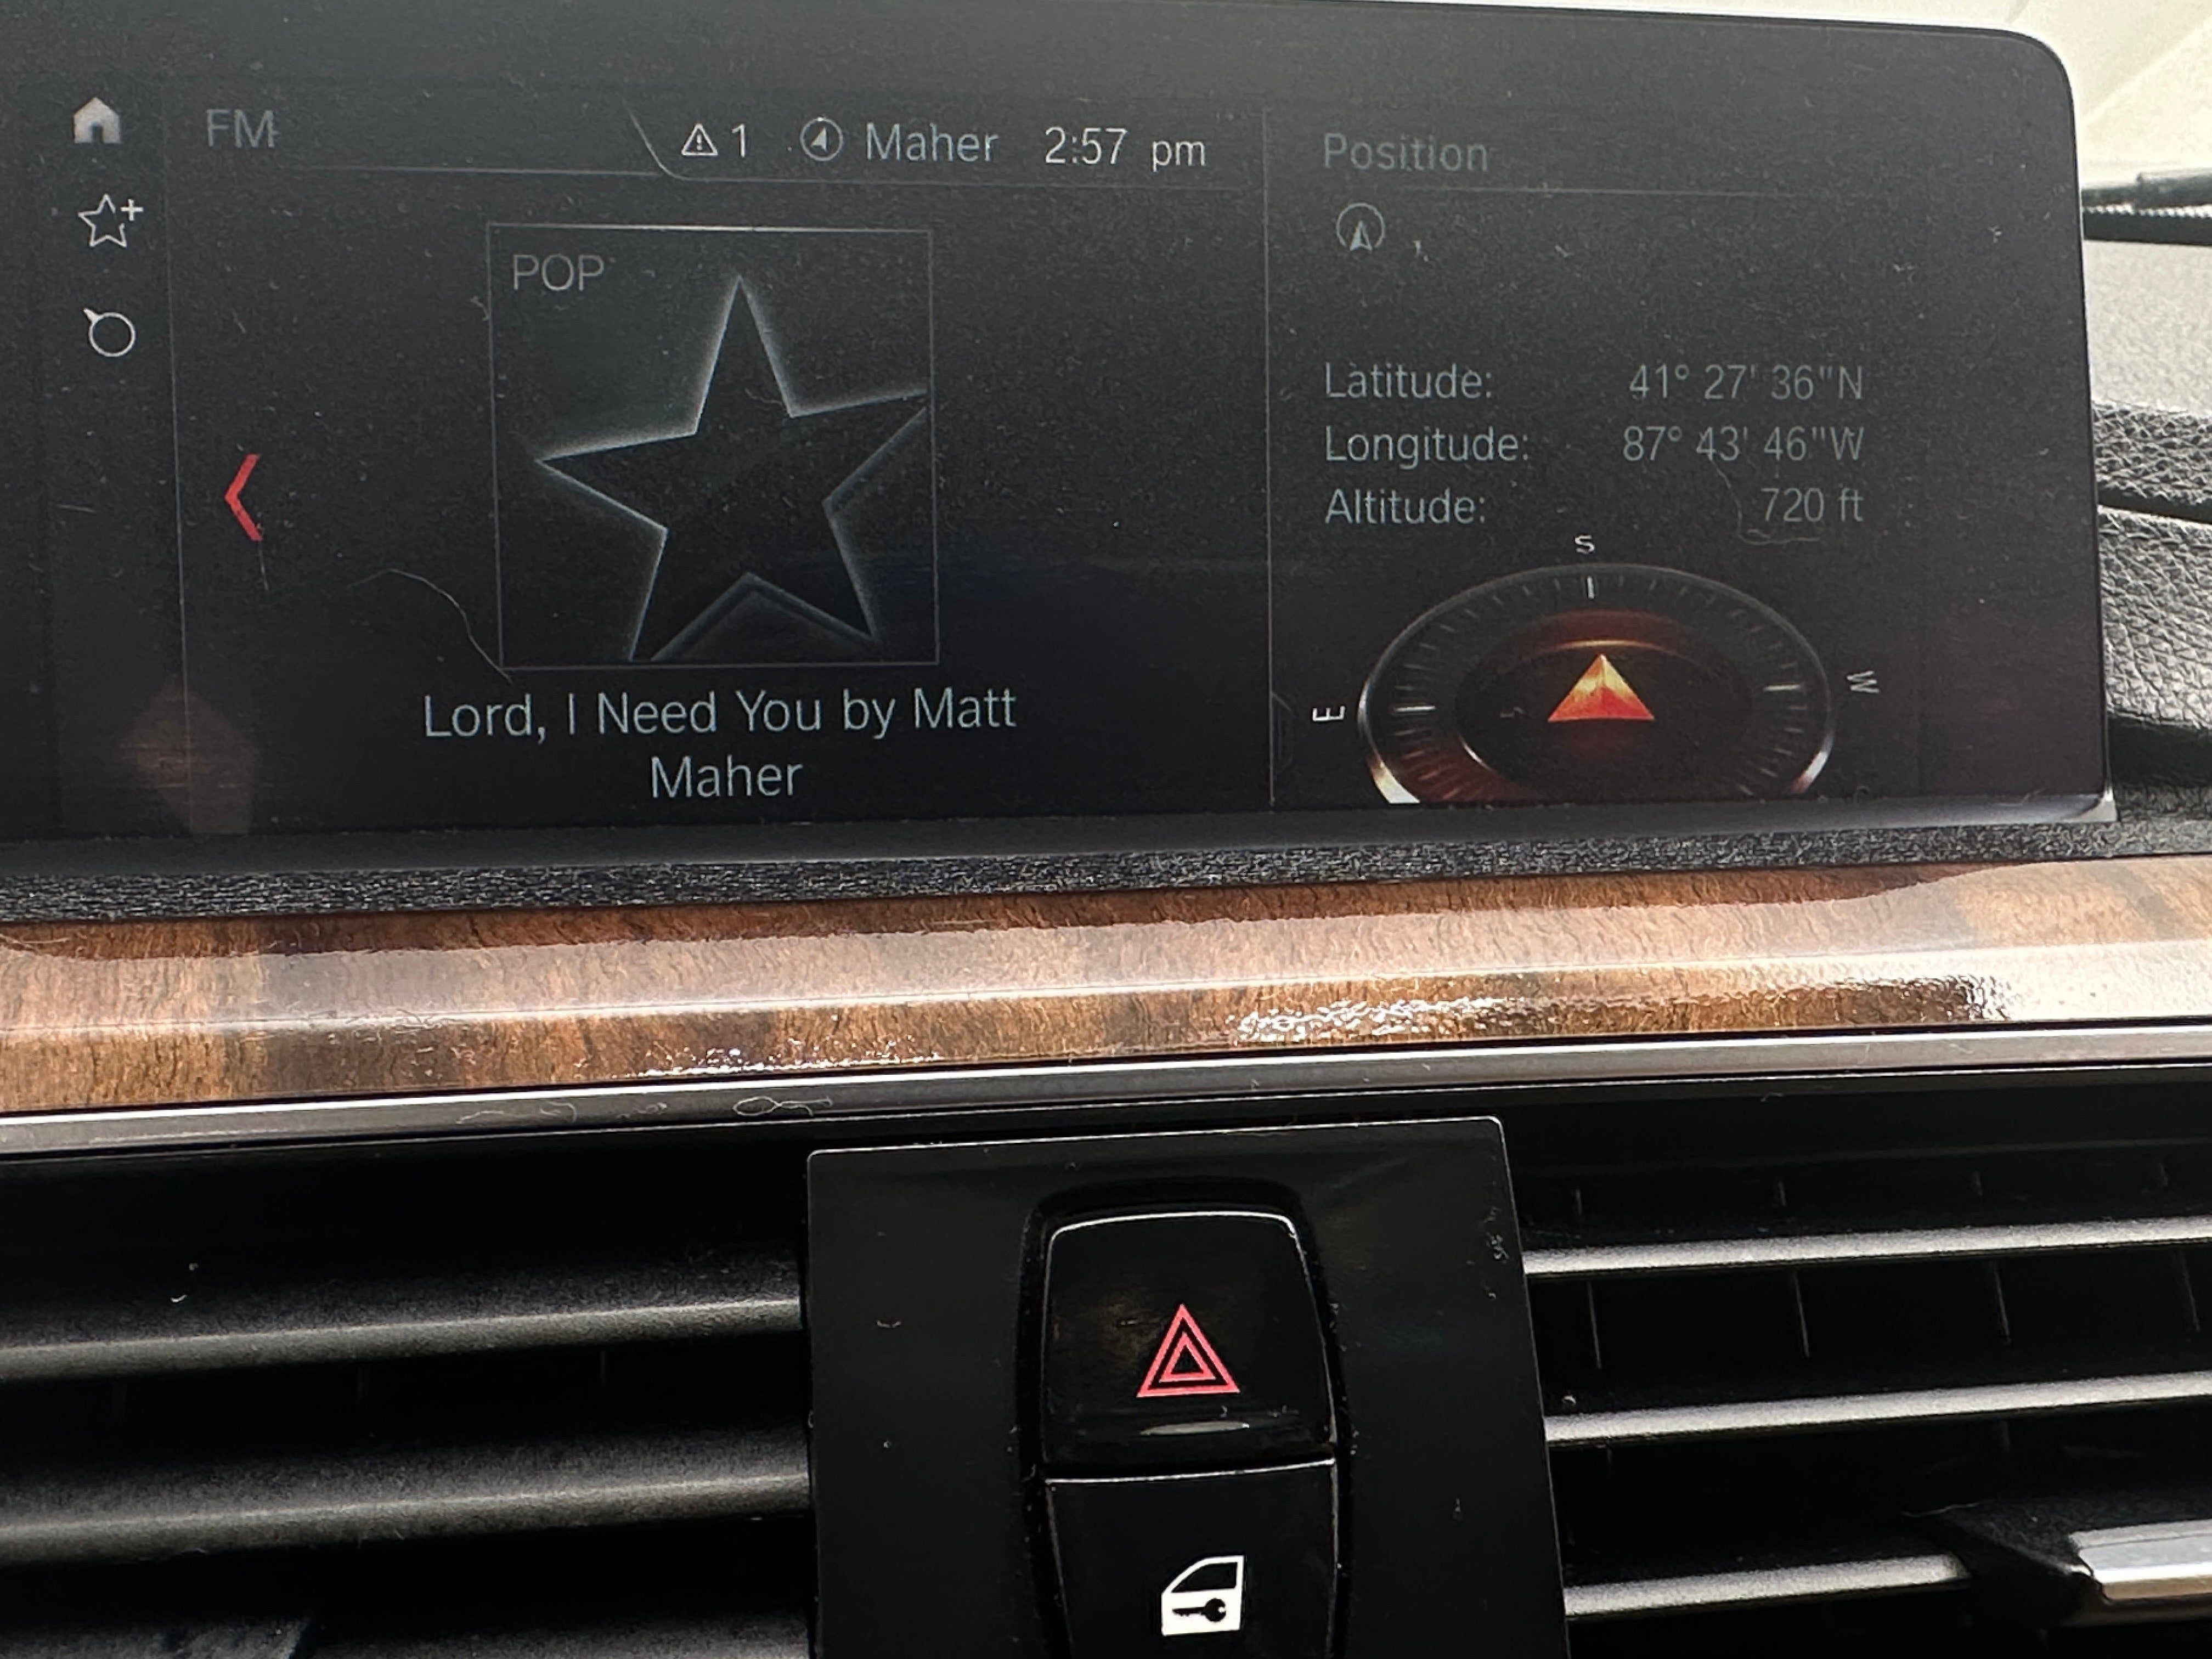 FM
1 Maher 2:57 pm
POP
Lord, I Need You by Matt
Maher
Position
,
Latitude: 41° 27' 36"N
Longitude: 87° 43' 46"W
Altitude: 720 ft
S
E
W